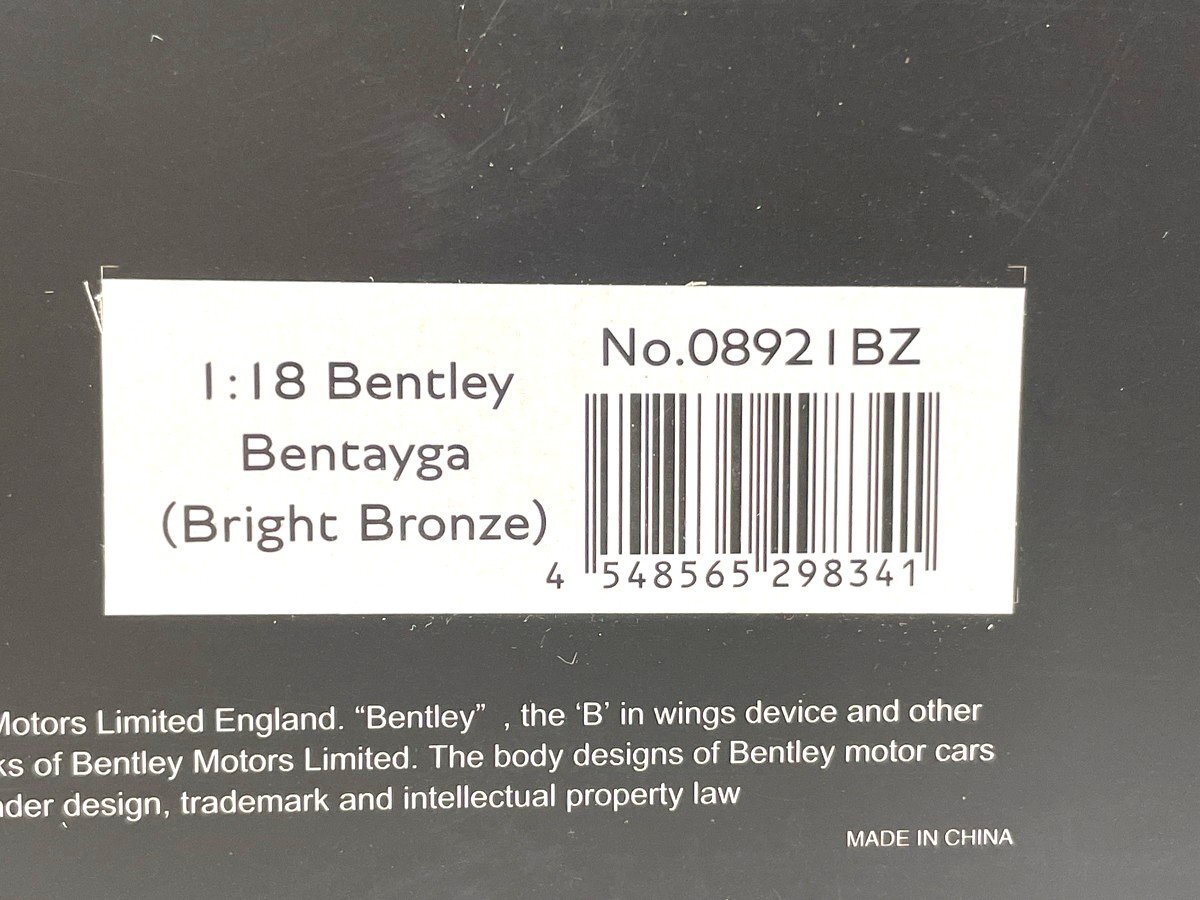 1:18 Bentley
Bentayga
(Bright Bronze)
No.08921BZ
4 548565 298341
Motors Limited England. “Bentley” , the ‘B’ in wings device and other
of Bentley Motors Limited. The body designs of Bentley motor cars
design, trademark and intellectual property law
MADE IN CHINA